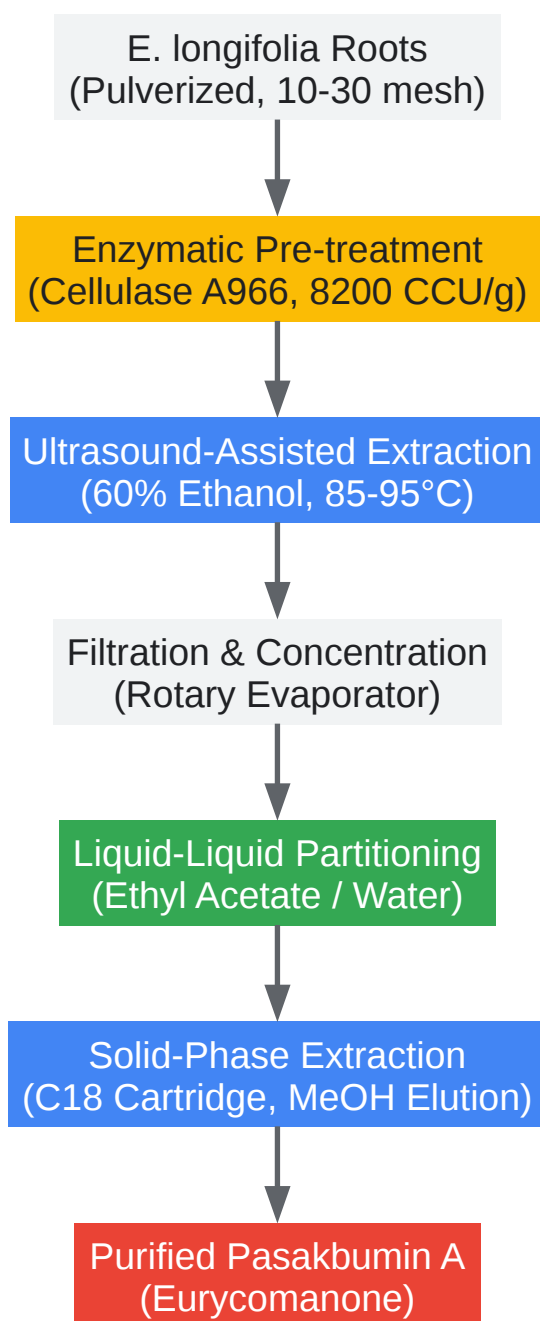 E. longifolia Roots
(Pulverized, 10-30 mesh)
Enzymatic Pre-treatment
(Cellulase A966, 8200 CCU/g)
Ultrasound-Assisted Extraction
(60% Ethanol, 85-95°C)
Filtration & Concentration
(Rotary Evaporator)
Liquid-Liquid Partitioning
(Ethyl Acetate / Water)
Solid-Phase Extraction
(C18 Cartridge, MeOH Elution)
Purified Pasakbumin A
(Eurycomanone)